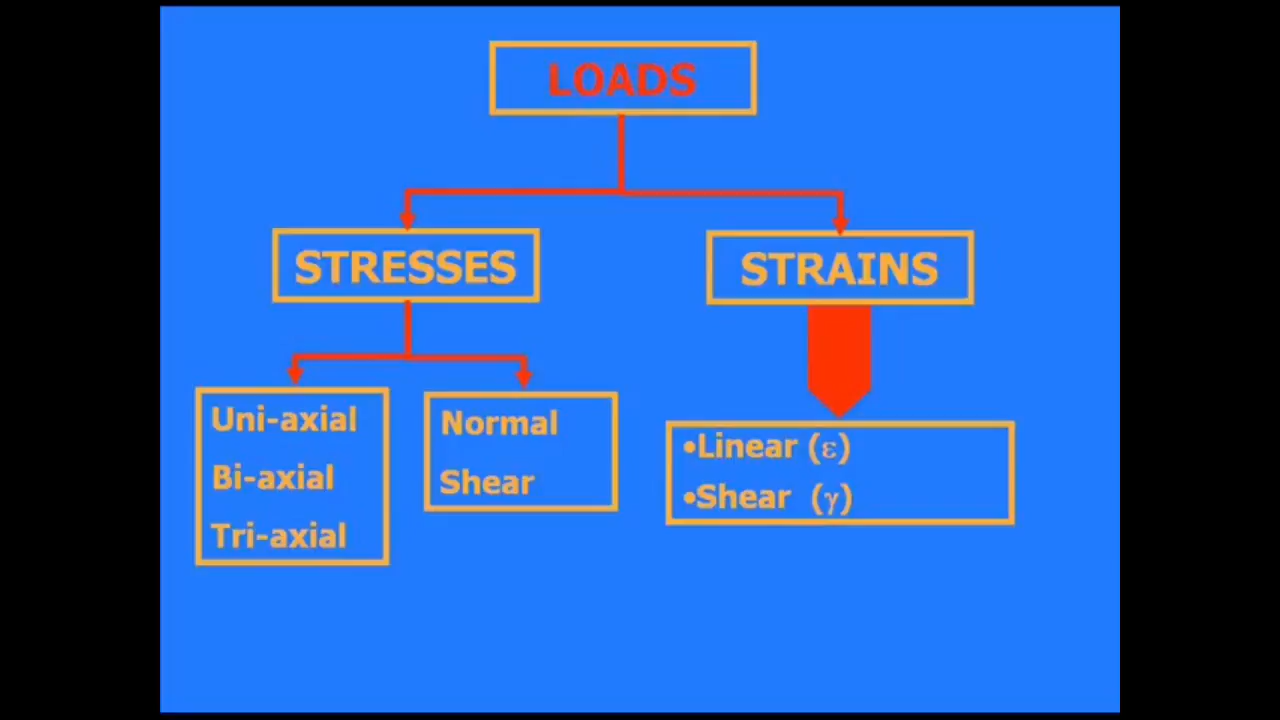 LOADS
STRESSES
STRAINS
Uni-axial
Bi-axial
Tri-axial
Normal
Shear
•Linear (ε)
•Shear (γ)